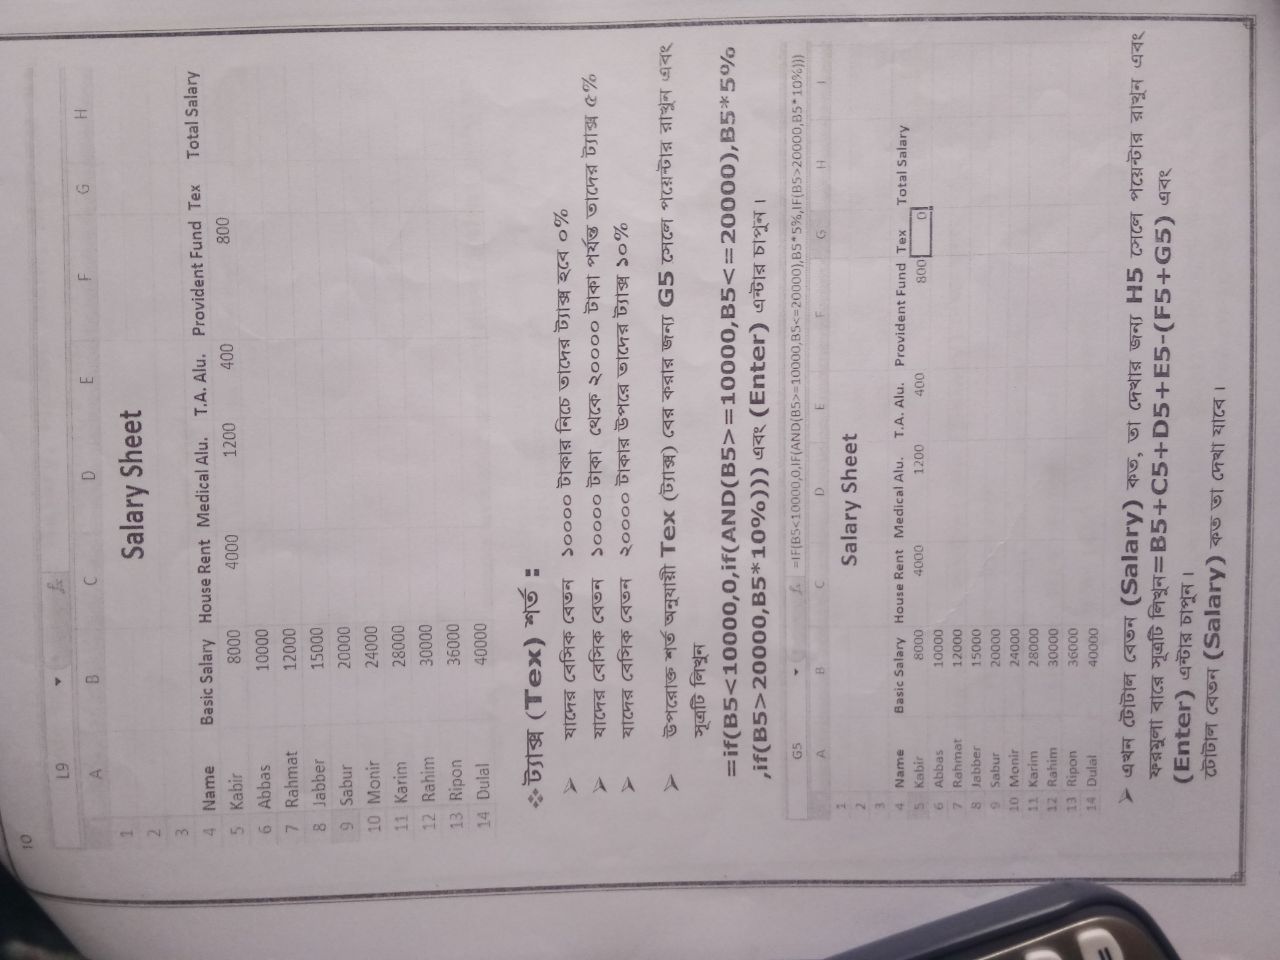 10
L9 fx
A B C D E F G H
1 Salary Sheet
2
3
4 Name Basic Salary House Rent Medical Alu. T.A. Alu. Provident Fund Tex Total Salary
5 Kabir 8000 4000 1200 400 800
6 Abbas 10000
7 Rahmat 12000
8 Jabber 15000
9 Sabur 20000
10 Monir 24000
11 Karim 28000
12 Rahim 30000
13 Ripon 36000
14 Dulal 40000
❖ট্যাক্স (Tex) শর্ত :
➢ যাদের বেসিক বেতন ১০০০০ টাকার নিচে তাদের ট্যাক্স হবে ০%
➢ যাদের বেসিক বেতন ১০০০০ টাকা থেকে ২০০০০ টাকা পর্যন্ত তাদের ট্যাক্স ৫%
➢ যাদের বেসিক বেতন ২০০০০ টাকার উপরে তাদের ট্যাক্স ১০%
➢ উপরোক্ত শর্ত অনুযায়ী Tex (ট্যাক্স) বের করার জন্য G5 সেলে পয়েন্টার রাখুন এবং
সূত্রটি লিখুন
=if(B5<10000,0,if(AND(B5>=10000,B5<=20000),B5*5%
,if(B5>20000,B5*10%))) এবং (Enter) এন্টার চাপুন।
G5 fx =IF(B5<10000,0,IF(AND(B5>=10000,B5<=20000),B5*5%,IF(B5>20000,B5*10%)))
A B C D E F G H I
1 Salary Sheet
2
3
4 Name Basic Salary House Rent Medical Alu. T.A. Alu. Provident Fund Tex Total Salary
5 Kabir 8000 4000 1200 400 800 0
6 Abbas 10000
7 Rahmat 12000
8 Jabber 15000
9 Sabur 20000
10 Monir 24000
11 Karim 28000
12 Rahim 30000
13 Ripon 36000
14 Dulal 40000
➢ এখন টোটাল বেতন (Salary) কত, তা দেখার জন্য H5 সেলে পয়েন্টার রাখুন এবং
ফরমুলা বারে সূত্রটি লিখুন=B5+C5+D5+E5-(F5+G5) এবং
(Enter) এন্টার চাপুন।
টোটাল বেতন (Salary) কত তা দেখা যাবে।